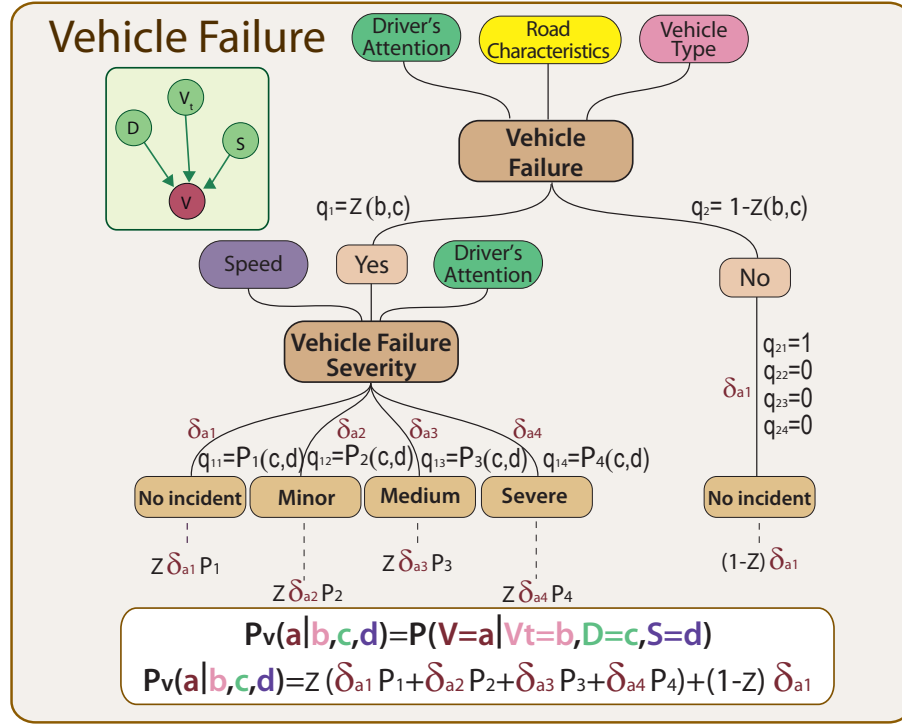 Vehicle Failure
Driver's
Attention
Road
Characteristics
Vehicle
Type
D
Vt
S
V
Vehicle
Failure
q1=Z(b,c)
q2= 1-Z(b,c)
Speed
Yes
Driver's
Attention
No
Vehicle Failure
Severity
q21=1
q22=0
q23=0
q24=0
δa1
δa1
δa2
δa3
δa4
q11=P1(c,d)
q12=P2(c,d)
q13=P3(c,d)
q14=P4(c,d)
No incident
Minor
Medium
Severe
No incident
Z δa1 P1
Z δa2 P2
Z δa3 P3
Z δa4 P4
(1-Z) δa1
Pv(a|b,c,d)=P(V=a|Vt=b,D=c,S=d)
Pv(a|b,c,d)=Z (δa1 P1+δa2 P2+δa3 P3+δa4 P4)+(1-Z) δa1